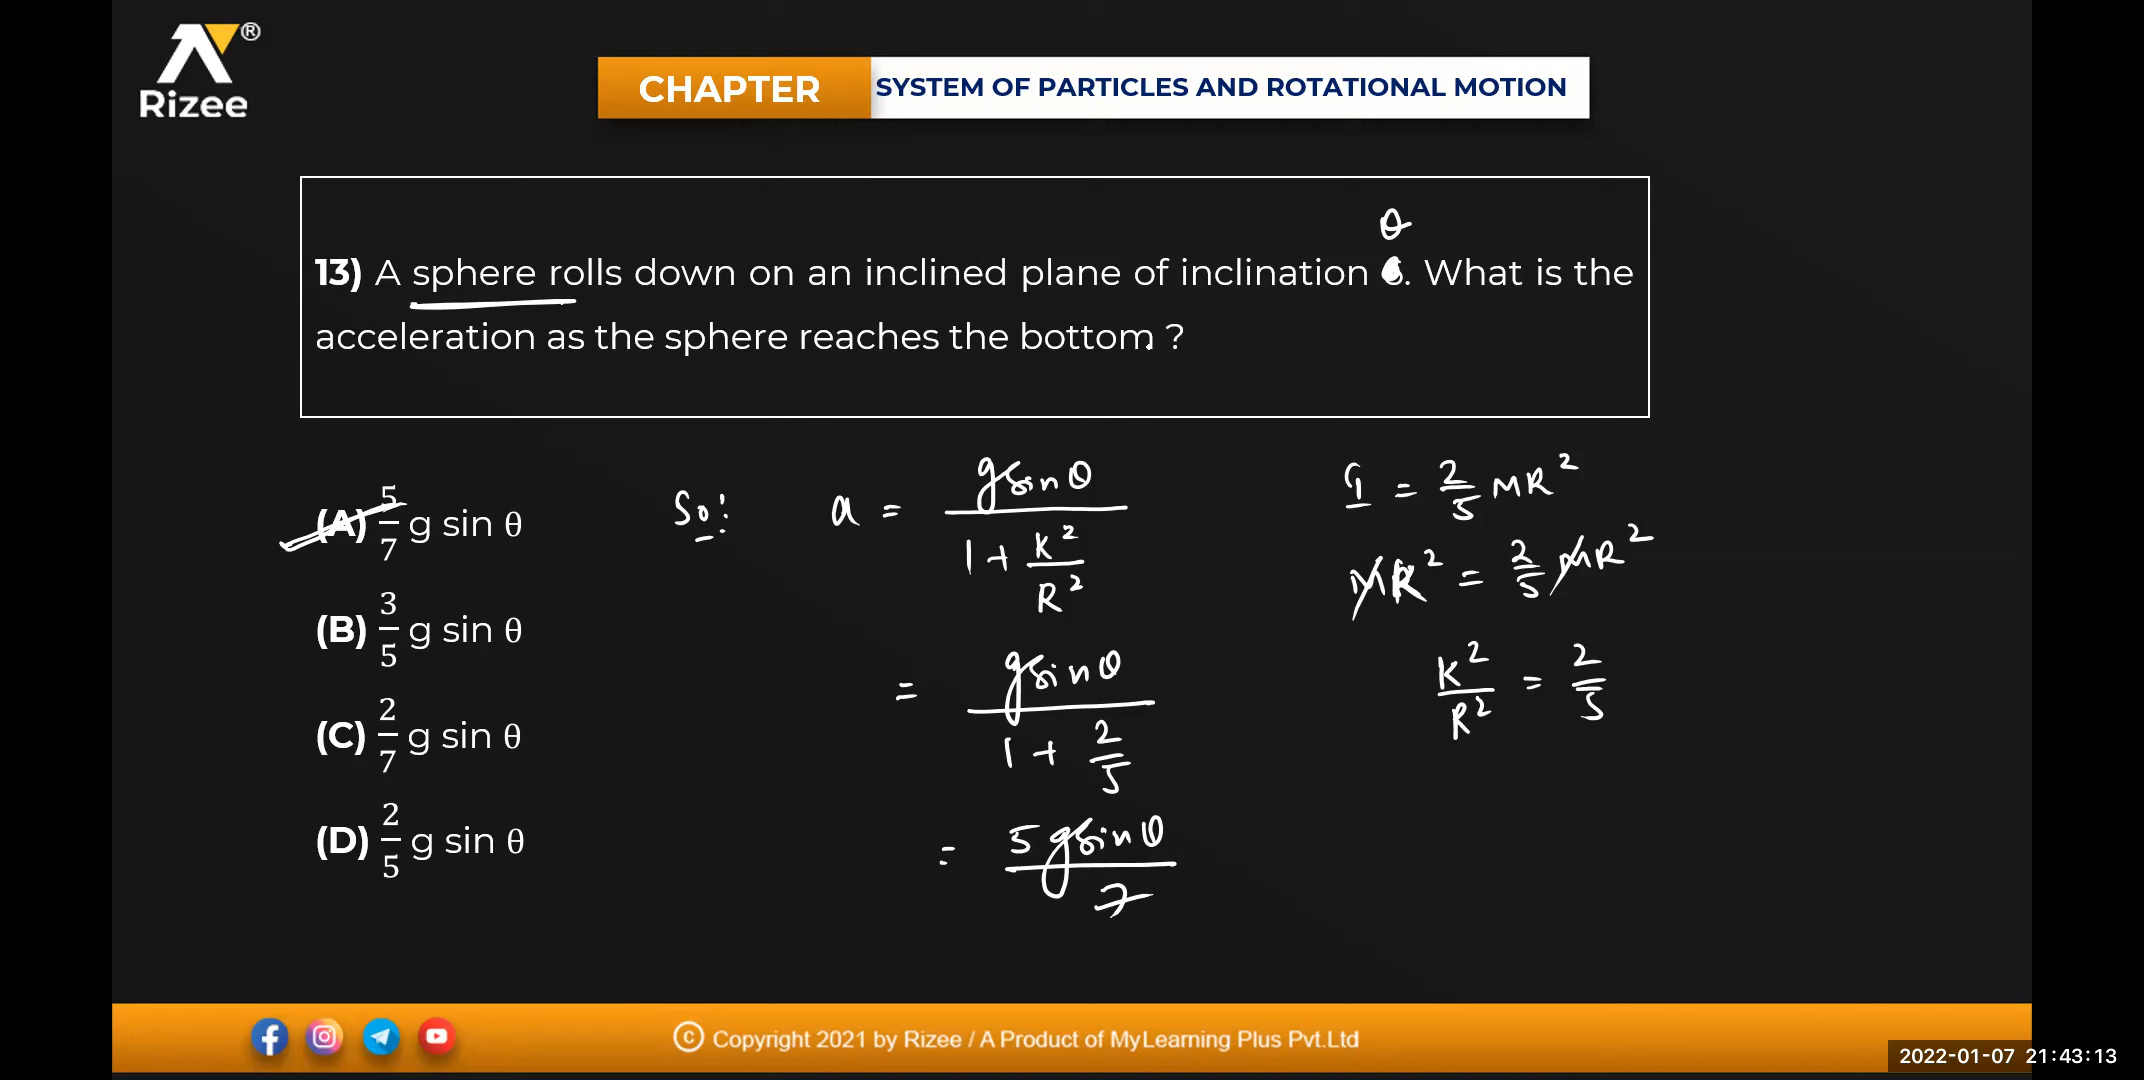 Rizee®
CHAPTER SYSTEM OF PARTICLES AND ROTATIONAL MOTION
θ
13) A sphere rolls down on an inclined plane of inclination . What is the
acceleration as the sphere reaches the bottom ?
(A) 5/7 g sin θ
(B) 3/5 g sin θ
(C) 2/7 g sin θ
(D) 2/5 g sin θ
So: a = g sin θ / (1 + K²/R²)
= g sin θ / (1 + 2/5)
= 5 g sin θ / 7
I = 2/5 MR²
MK² = 2/5 MR²
K²/R² = 2/5
© Copyright 2021 by Rizee / A Product of MyLearning Plus Pvt.Ltd
2022-01-07 21:43:13